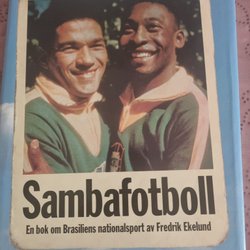 Sambafotboll
En bok om Brasiliens nationalsport av Fredrik Ekelund